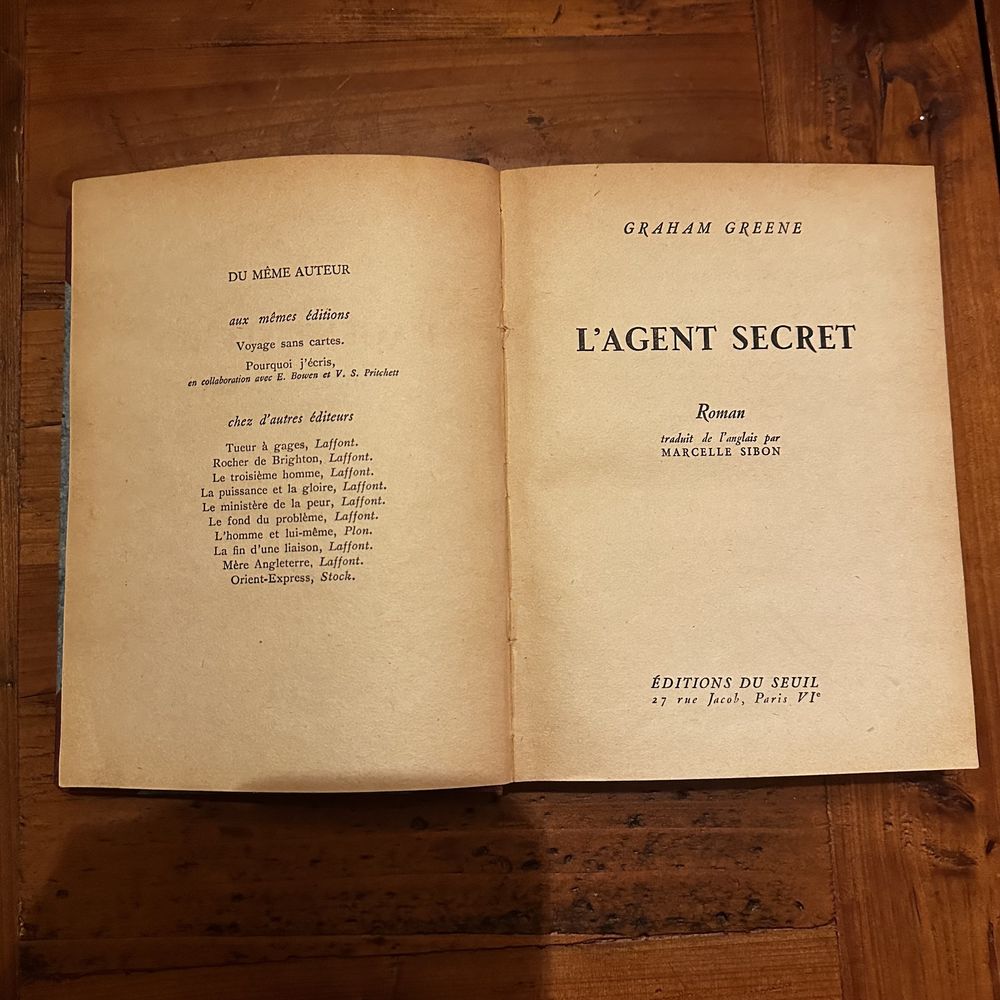 DU MÊME AUTEUR
aux mêmes éditions
Voyage sans cartes.
Pourquoi j'écris,
en collaboration avec E. Bowen et V. S. Pritchett
chez d'autres éditeurs
Tueur à gages, Laffont.
Rocher de Brighton, Laffont.
Le troisième homme, Laffont.
La puissance et la gloire, Laffont.
Le ministère de la peur, Laffont.
Le fond du problème, Laffont.
L'homme et lui-même, Plon.
La fin d'une liaison, Laffont.
Mère Angleterre, Laffont.
Orient-Express, Stock.
GRAHAM GREENE
L'AGENT SECRET
Roman
traduit de l'anglais par
MARCELLE SIBON
ÉDITIONS DU SEUIL
27 rue Jacob, Paris VIe